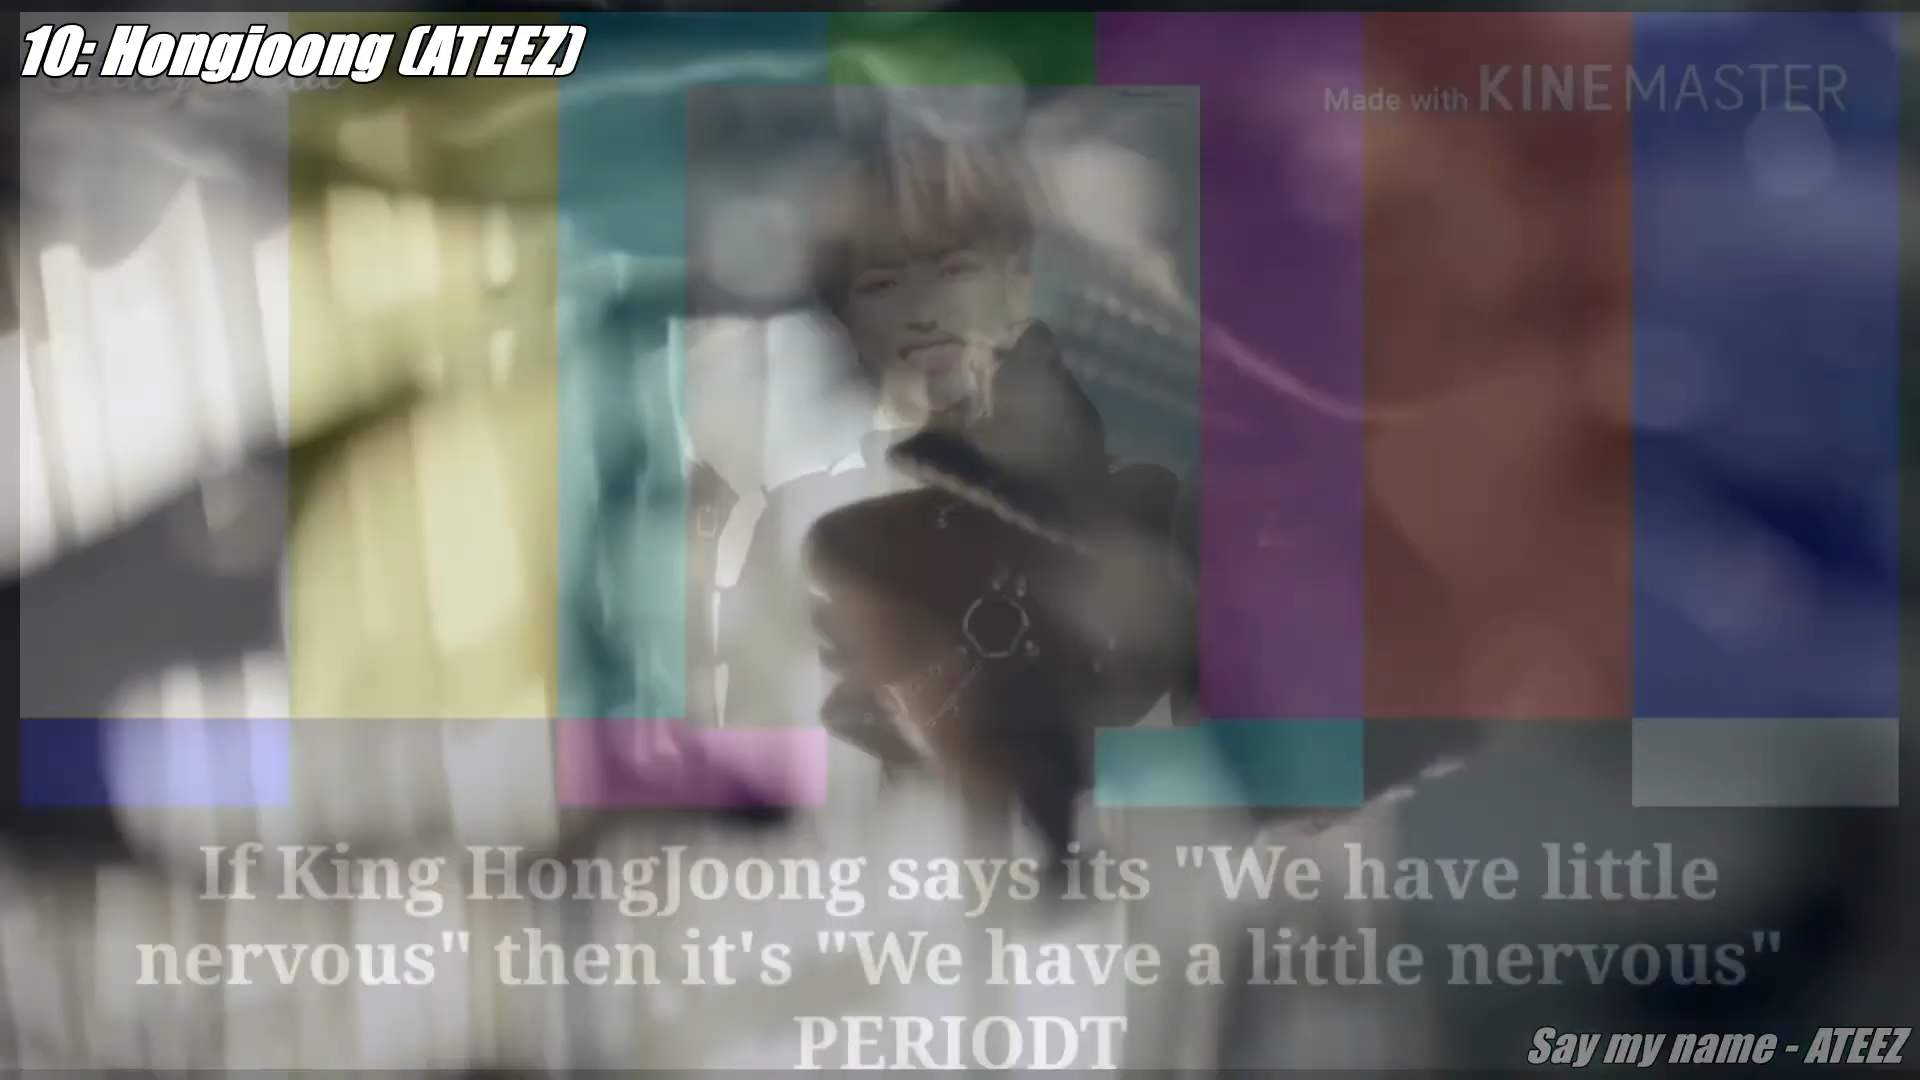 10: Hongjoong (ATEEZ)
Made with KINEMASTER
If King HongJoong says its "We have little
nervous" then it's "We have a little nervous"
PERIODT
Say my name - ATEEZ